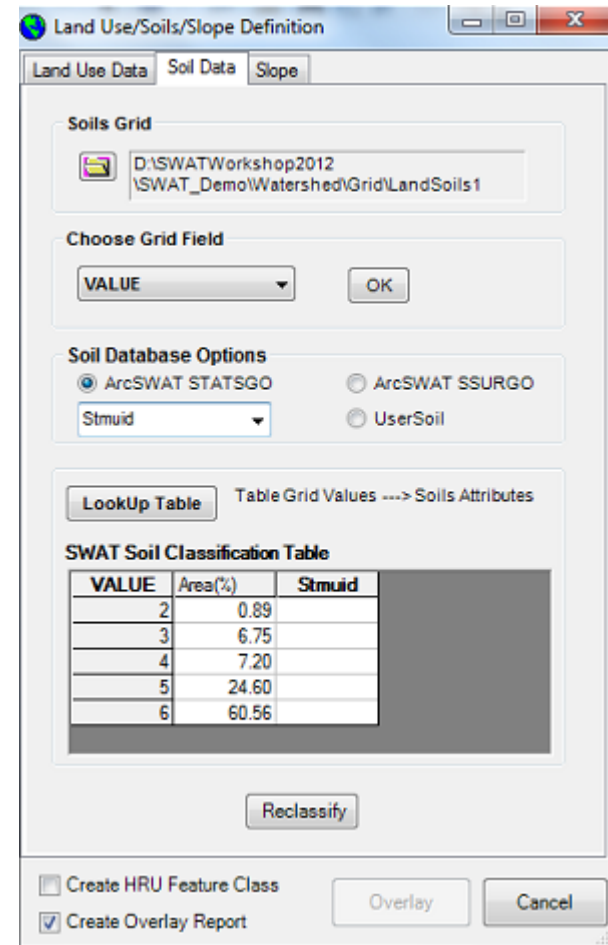 Land Use/Soils/Slope Definition
Land Use Data Soil Data Slope
Soils Grid
D:\SWATWorkshop2012
\SWAT_Demo\Watershed\Grid\LandSoils1
Choose Grid Field
VALUE OK
Soil Database Options
ArcSWAT STATSGO ArcSWAT SSURGO
Stmuid UserSoil
LookUp Table Table Grid Values ---> Soils Attributes
SWAT Soil Classification Table
VALUE Area(%) Stmuid
2 0.89
3 6.75
4 7.20
5 24.60
6 60.56
Reclassify
Create HRU Feature Class
Create Overlay Report
Overlay Cancel